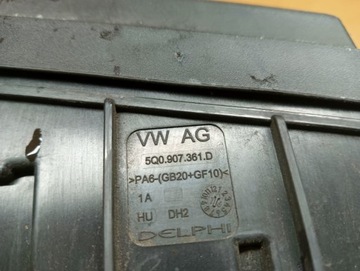 VW AG
5Q0.907.361.D
>PA6-(GB20+GF10)<
1A
HU DH2
DELPHI